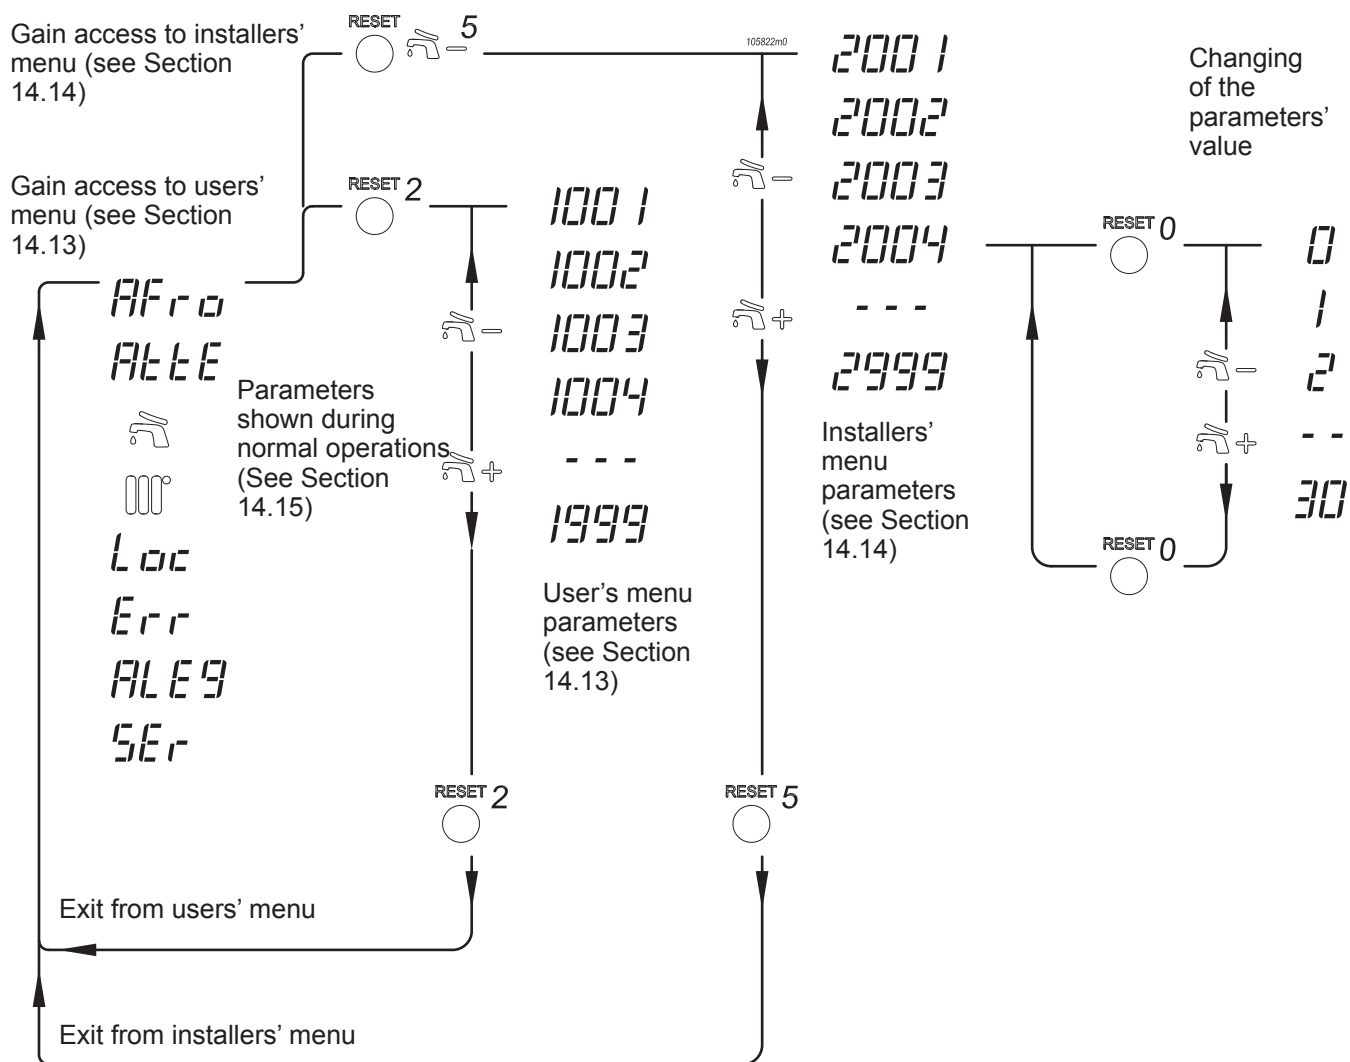 Gain access to installers'
menu (see Section
14.14)
RESET 5
105822m0
Gain access to users'
menu (see Section
14.13)
RESET 2
AFro
AttE
Loc
Err
ALE9
SEr
Parameters
shown during
normal operations
(See Section
14.15)
1001
1002
1003
1004
- - -
1999
User's menu
parameters
(see Section
14.13)
RESET 2
2001
2002
2003
2004
- - -
2999
Installers'
menu
parameters
(see Section
14.14)
RESET 5
Changing
of the
parameters'
value
RESET 0
0
1
2
- -
30
RESET 0
Exit from users' menu
Exit from installers' menu